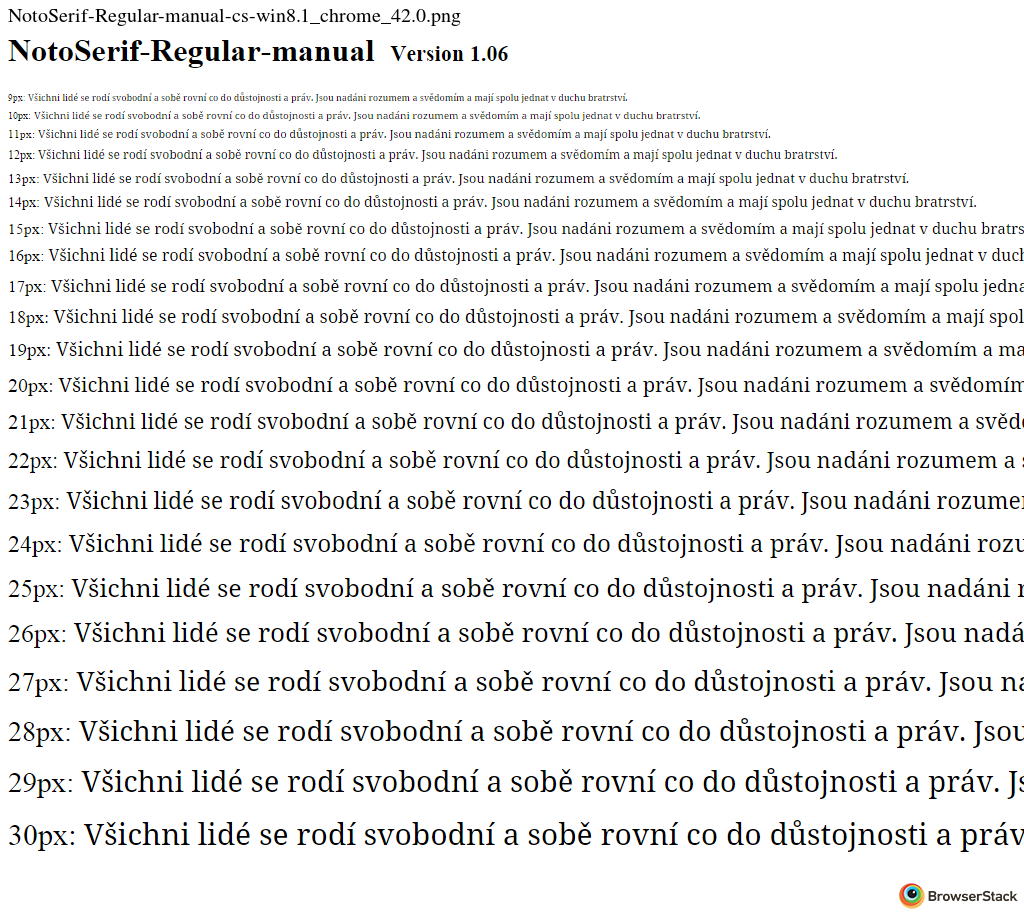 NotoSerif-Regular-manual-cs-win8.1_chrome_42.0.png
NotoSerif-Regular-manual Version 1.06
9px: Všichni lidé se rodí svobodní a sobě rovní co do důstojnosti a práv. Jsou nadáni rozumem a svědomím a mají spolu jednat v duchu bratrství.
10px: Všichni lidé se rodí svobodní a sobě rovní co do důstojnosti a práv. Jsou nadáni rozumem a svědomím a mají spolu jednat v duchu bratrství.
11px: Všichni lidé se rodí svobodní a sobě rovní co do důstojnosti a práv. Jsou nadáni rozumem a svědomím a mají spolu jednat v duchu bratrství.
12px: Všichni lidé se rodí svobodní a sobě rovní co do důstojnosti a práv. Jsou nadáni rozumem a svědomím a mají spolu jednat v duchu bratrství.
13px: Všichni lidé se rodí svobodní a sobě rovní co do důstojnosti a práv. Jsou nadáni rozumem a svědomím a mají spolu jednat v duchu bratrství.
14px: Všichni lidé se rodí svobodní a sobě rovní co do důstojnosti a práv. Jsou nadáni rozumem a svědomím a mají spolu jednat v duchu bratrství.
15px: Všichni lidé se rodí svobodní a sobě rovní co do důstojnosti a práv. Jsou nadáni rozumem a svědomím a mají spolu jednat v duchu bratrs
16px: Všichni lidé se rodí svobodní a sobě rovní co do důstojnosti a práv. Jsou nadáni rozumem a svědomím a mají spolu jednat v duch
17px: Všichni lidé se rodí svobodní a sobě rovní co do důstojnosti a práv. Jsou nadáni rozumem a svědomím a mají spolu jedna
18px: Všichni lidé se rodí svobodní a sobě rovní co do důstojnosti a práv. Jsou nadáni rozumem a svědomím a mají spol
19px: Všichni lidé se rodí svobodní a sobě rovní co do důstojnosti a práv. Jsou nadáni rozumem a svědomím a ma
20px: Všichni lidé se rodí svobodní a sobě rovní co do důstojnosti a práv. Jsou nadáni rozumem a svědomím
21px: Všichni lidé se rodí svobodní a sobě rovní co do důstojnosti a práv. Jsou nadáni rozumem a svědo
22px: Všichni lidé se rodí svobodní a sobě rovní co do důstojnosti a práv. Jsou nadáni rozumem a s
23px: Všichni lidé se rodí svobodní a sobě rovní co do důstojnosti a práv. Jsou nadáni rozumem
24px: Všichni lidé se rodí svobodní a sobě rovní co do důstojnosti a práv. Jsou nadáni rozu
25px: Všichni lidé se rodí svobodní a sobě rovní co do důstojnosti a práv. Jsou nadáni r
26px: Všichni lidé se rodí svobodní a sobě rovní co do důstojnosti a práv. Jsou nadá
27px: Všichni lidé se rodí svobodní a sobě rovní co do důstojnosti a práv. Jsou na
28px: Všichni lidé se rodí svobodní a sobě rovní co do důstojnosti a práv. Jsou
29px: Všichni lidé se rodí svobodní a sobě rovní co do důstojnosti a práv. Js
30px: Všichni lidé se rodí svobodní a sobě rovní co do důstojnosti a práv
BrowserStack